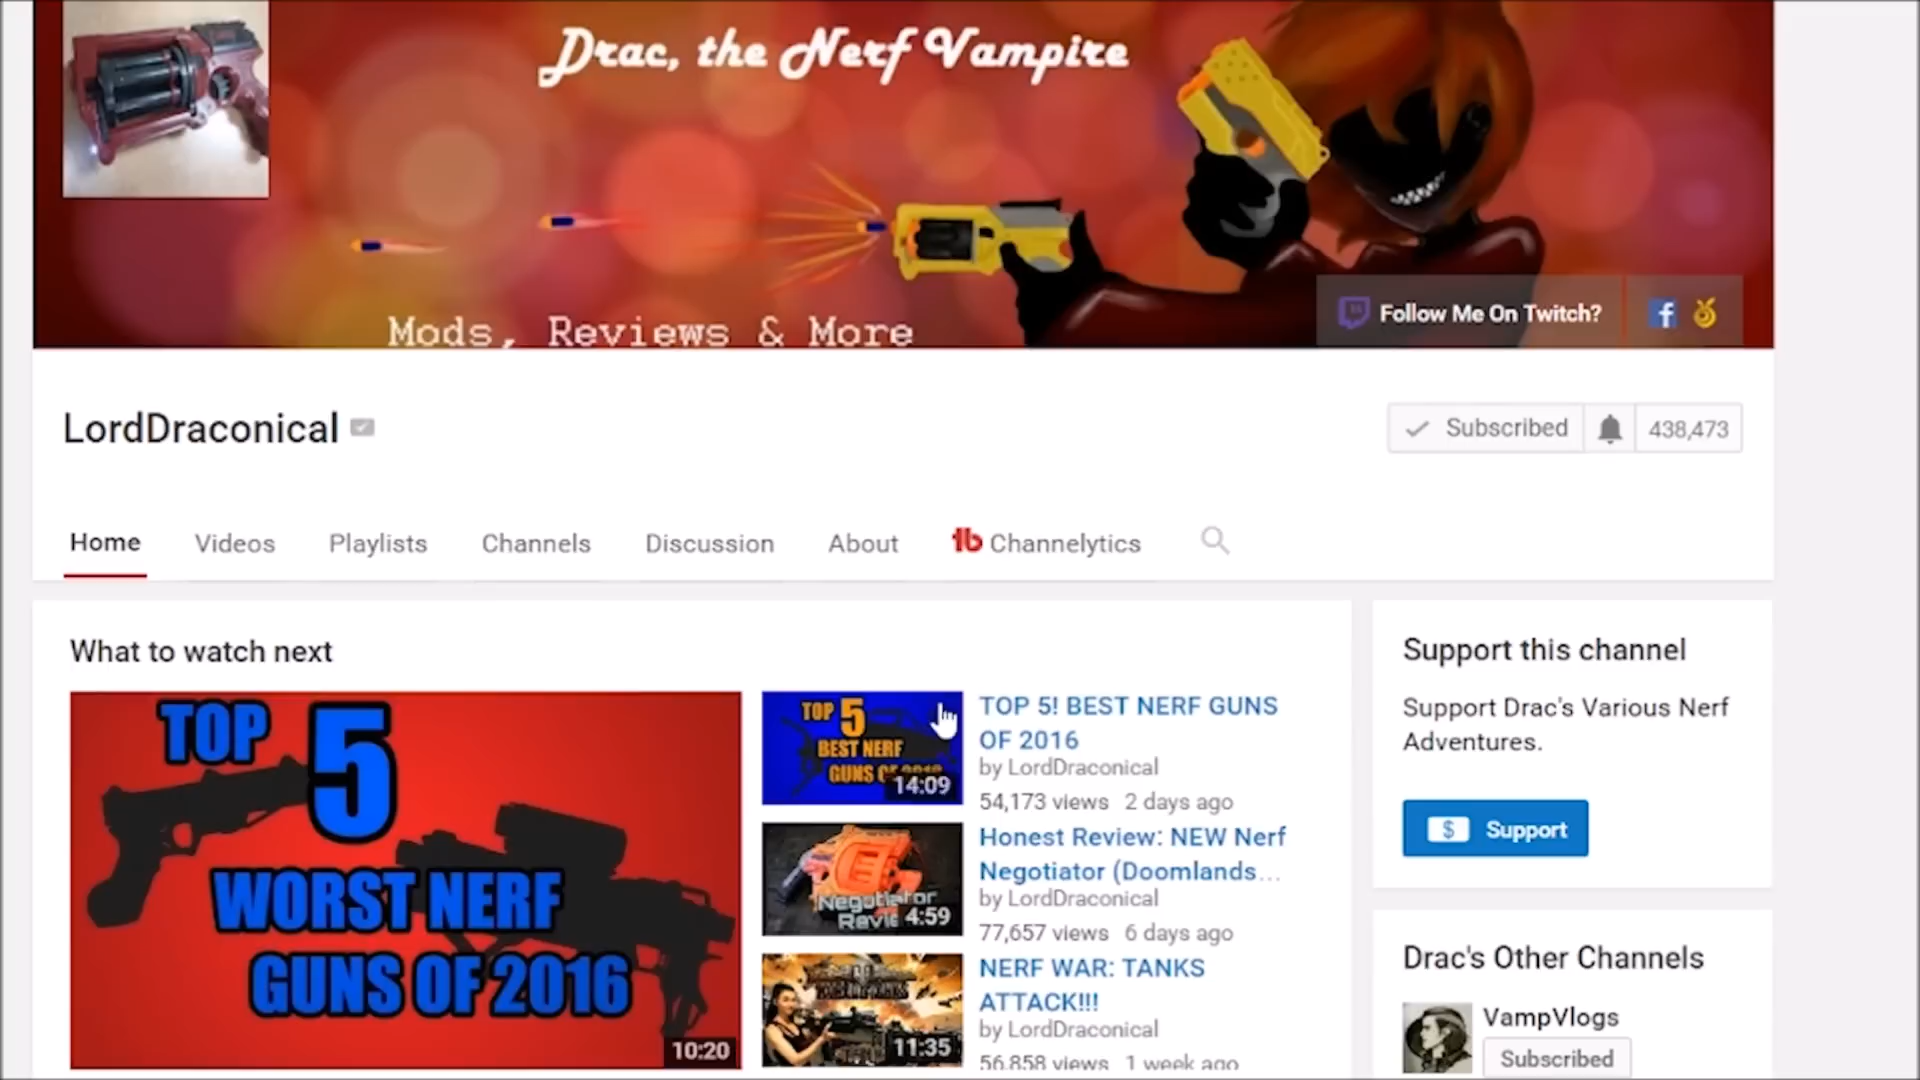 Drac, the Nerf Vampire
Mods, Reviews & More
Follow Me On Twitch?
LordDraconical
Subscribed
438,473
Home
Videos
Playlists
Channels
Discussion
About
Channelytics
What to watch next
TOP 5
WORST NERF
GUNS OF 2016
10:20
TOP 5
BEST NERF
GUNS OF 2016
14:09
TOP 5! BEST NERF GUNS
OF 2016
by LordDraconical
54,173 views 2 days ago
Negotiator
4:59
Honest Review: NEW Nerf
Negotiator (Doomlands...
by LordDraconical
77,657 views 6 days ago
11:35
NERF WAR: TANKS
ATTACK!!!
by LordDraconical
56,858 views 1 week ago
Support this channel
Support Drac's Various Nerf
Adventures.
$ Support
Drac's Other Channels
VampVlogs
Subscribed